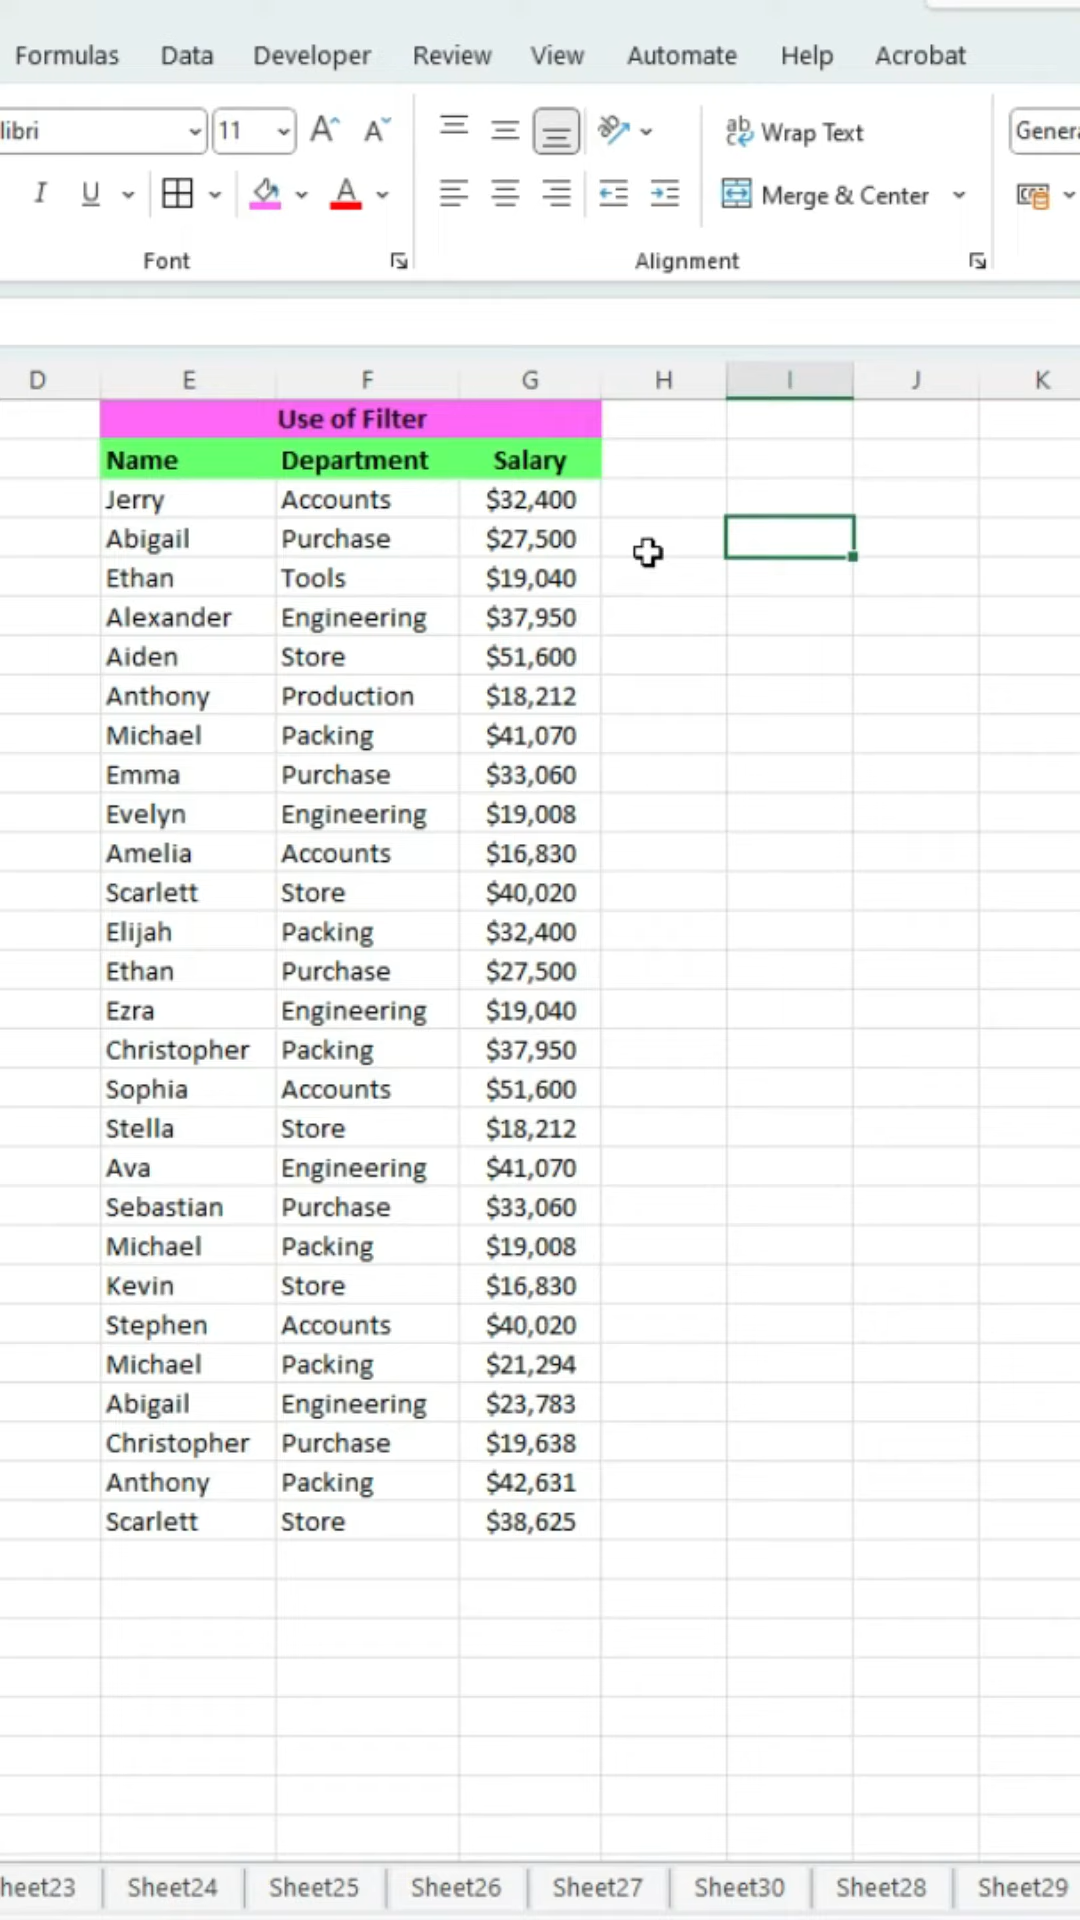 Formulas Data Developer Review View Automate Help Acrobat
libri 11 A A ab Wrap Text Genera
I U A Merge & Center
Font Alignment
D E F G H I J K
Use of Filter
Name Department Salary
Jerry Accounts $32,400
Abigail Purchase $27,500
Ethan Tools $19,040
Alexander Engineering $37,950
Aiden Store $51,600
Anthony Production $18,212
Michael Packing $41,070
Emma Purchase $33,060
Evelyn Engineering $19,008
Amelia Accounts $16,830
Scarlett Store $40,020
Elijah Packing $32,400
Ethan Purchase $27,500
Ezra Engineering $19,040
Christopher Packing $37,950
Sophia Accounts $51,600
Stella Store $18,212
Ava Engineering $41,070
Sebastian Purchase $33,060
Michael Packing $19,008
Kevin Store $16,830
Stephen Accounts $40,020
Michael Packing $21,294
Abigail Engineering $23,783
Christopher Purchase $19,638
Anthony Packing $42,631
Scarlett Store $38,625
heet23 Sheet24 Sheet25 Sheet26 Sheet27 Sheet30 Sheet28 Sheet29